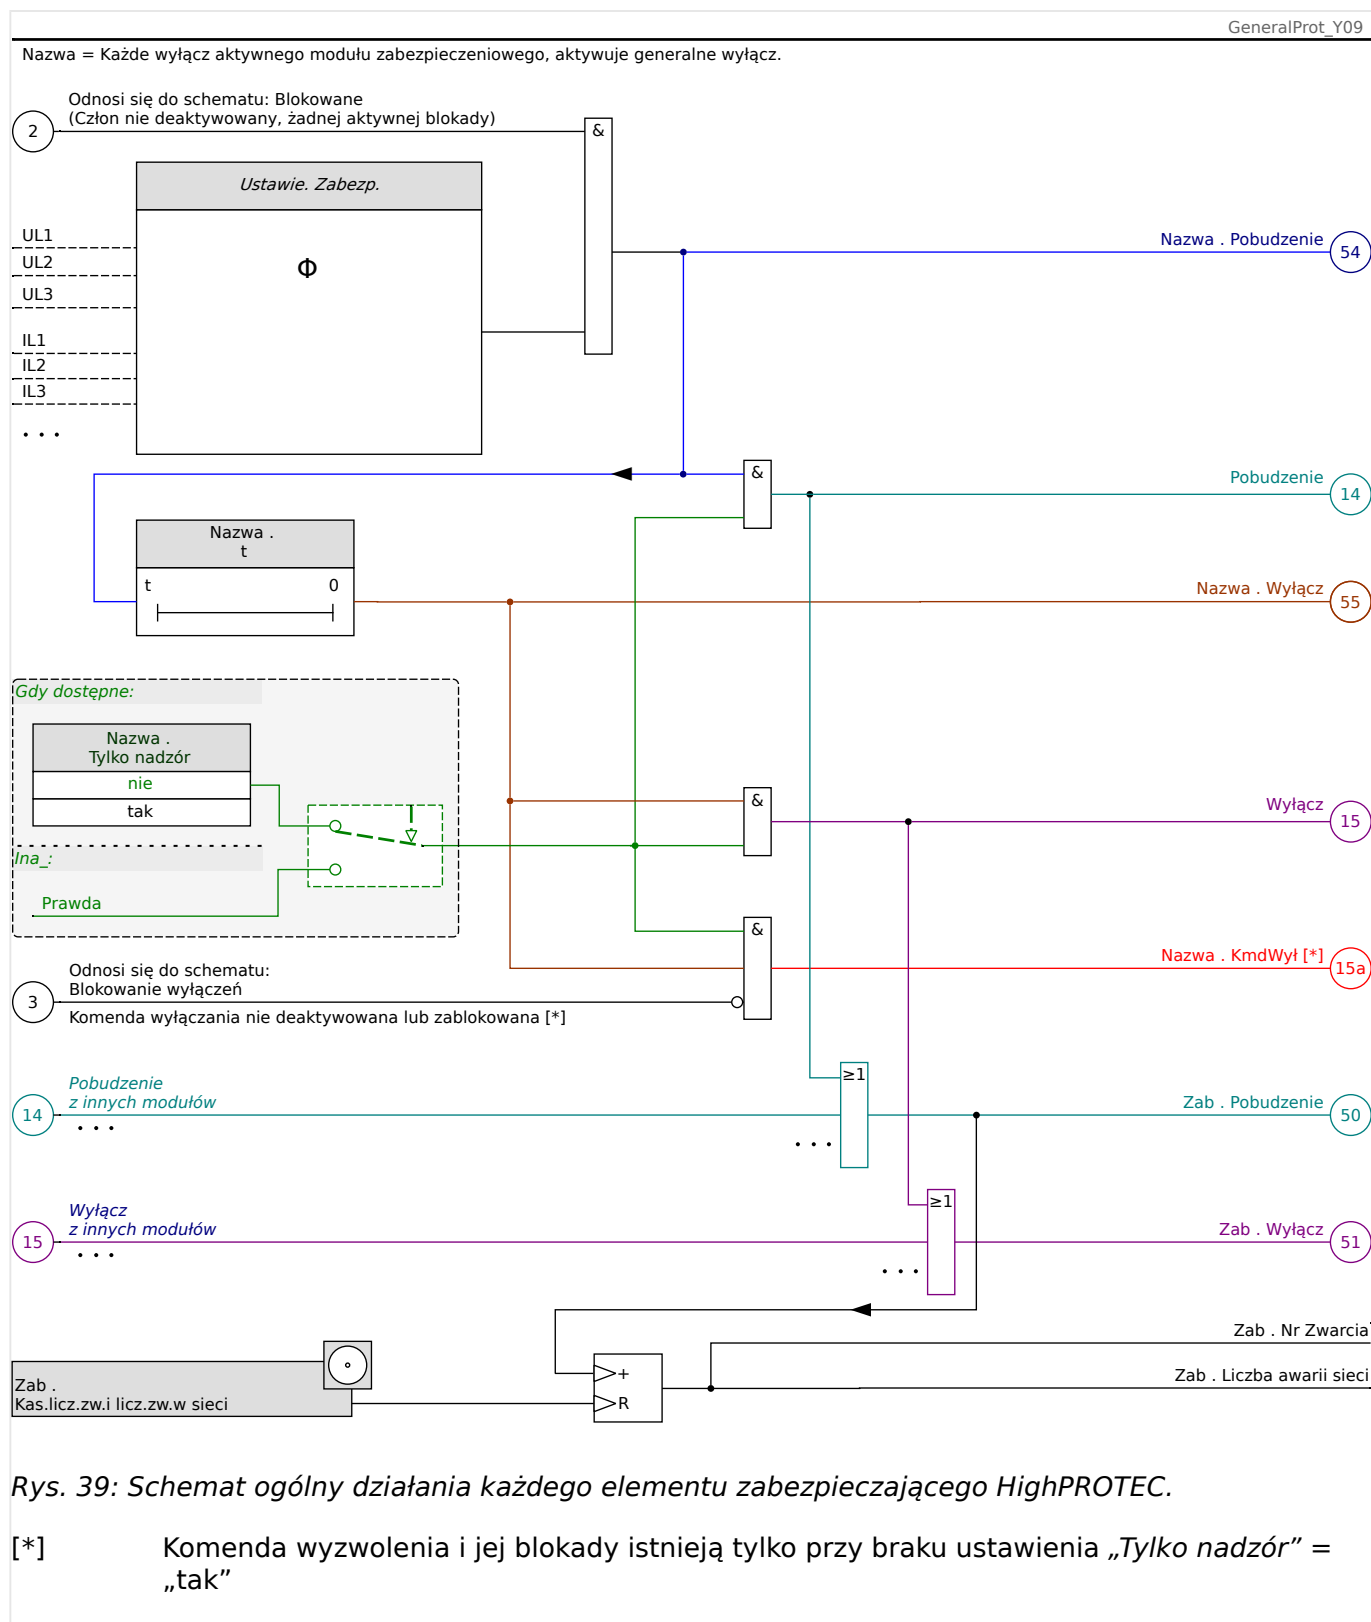 GeneralProt_Y09
Nazwa = Każde wyłącz aktywnego modułu zabezpieczeniowego, aktywuje generalne wyłącz.
Odnosi się do schematu: Blokowane
(Człon nie deaktywowany, żadnej aktywnej blokady)
2
&
Ustawie. Zabezp.
Φ
UL1
UL2
UL3
IL1
IL2
IL3
. . .
Nazwa . Pobudzenie
54
&
Pobudzenie
14
Nazwa .
t
t 0
Nazwa . Wyłącz
55
Gdy dostępne:
Nazwa .
Tylko nadzór
nie
tak
Ina_:
Prawda
&
Wyłącz
15
&
Nazwa . KmdWył [*]
15a
Odnosi się do schematu:
Blokowanie wyłączeń
3
Komenda wyłączania nie deaktywowana lub zablokowana [*]
Pobudzenie
z innych modułów
14
. . .
≥1
. . .
Zab . Pobudzenie
50
Wyłącz
z innych modułów
15
. . .
≥1
. . .
Zab . Wyłącz
51
Zab . Nr Zwarcia
Zab . Liczba awarii sieci
Zab .
Kas.licz.zw.i licz.zw.w sieci
+
R
Rys. 39: Schemat ogólny działania każdego elementu zabezpieczającego HighPROTEC.
[*] Komenda wyzwolenia i jej blokady istnieją tylko przy braku ustawienia „Tylko nadzór” =
„tak”